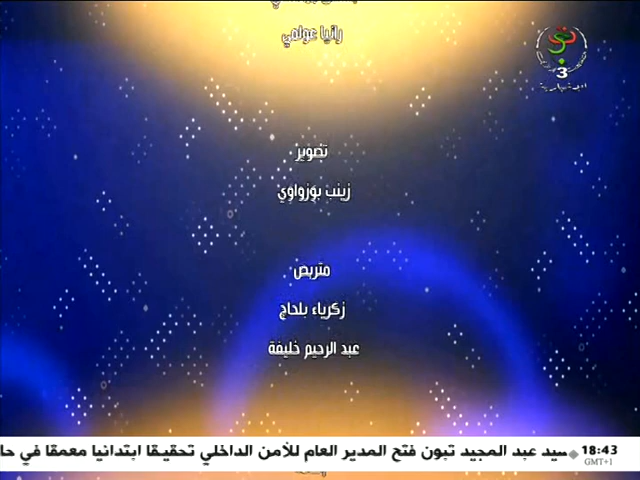 رانيا عولمي
3
تصوير
زينب بوزواوي
متربص
زكرياء بلحاج
عبد الرحيم خليفة
سيد عبد المجيد تبون فتح المدير العام للأمن الداخلي تحقيقا ابتدائيا معمقا في حا
18:43
GMT+1